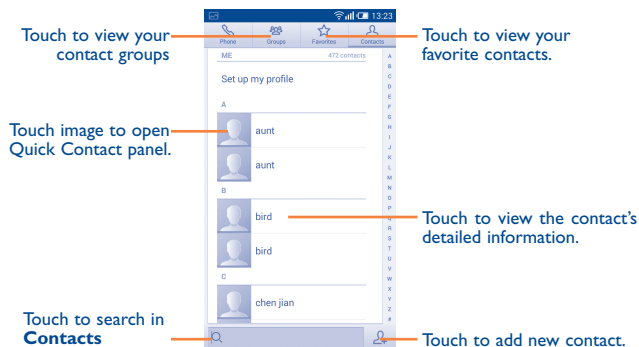 13:23
Touch to view your
contact groups
Touch to view your
favorite contacts.
Phone
Groups
Favorites
Contacts
ME
472 contacts
Set up my profile
A
aunt
aunt
B
bird
bird
C
chen jian
A
B
C
D
E
F
G
H
I
J
K
L
M
N
O
P
Q
R
S
T
U
V
W
X
Y
Z
#
Touch image to open
Quick Contact panel.
Touch to view the contact's
detailed information.
Touch to search in
Contacts
Touch to add new contact.